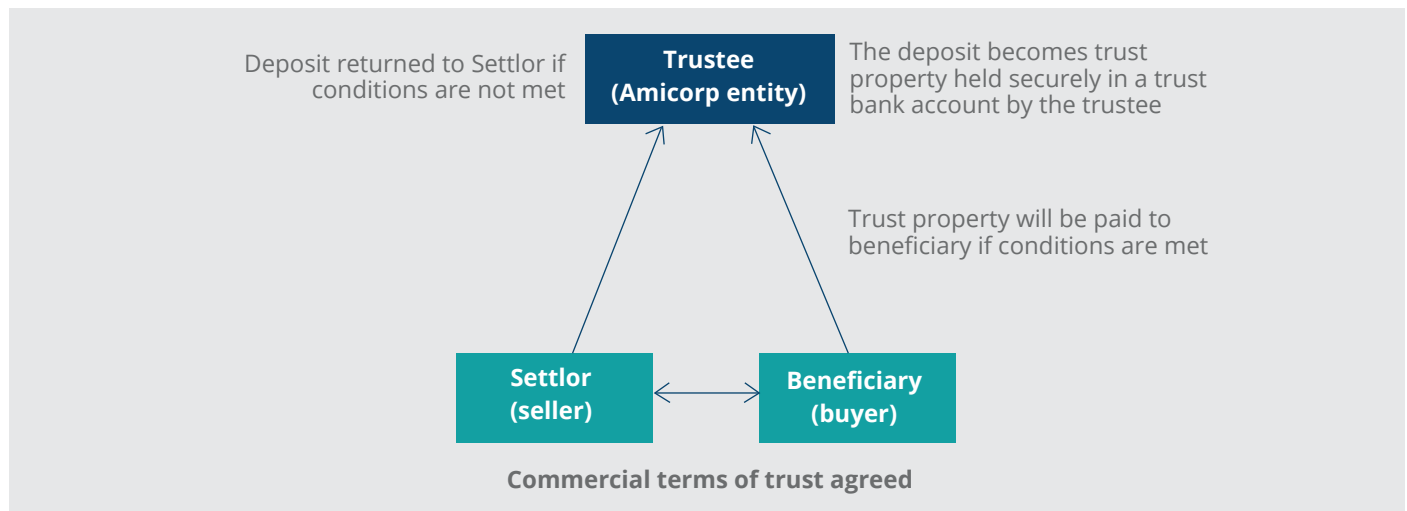 Deposit returned to Settlor if
conditions are not met
Trustee
(Amicorp entity)
The deposit becomes trust
property held securely in a trust
bank account by the trustee
Trust property will be paid to
beneficiary if conditions are met
Settlor
(seller)
Beneficiary
(buyer)
Commercial terms of trust agreed